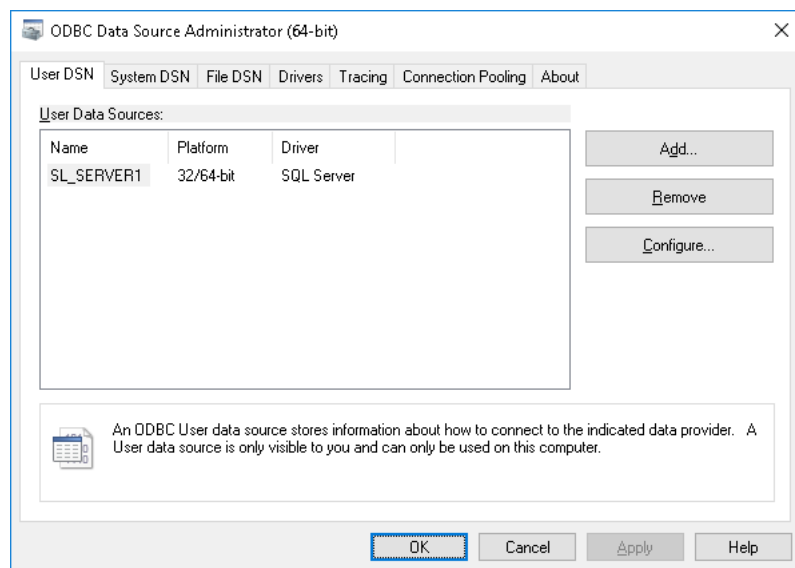 ODBC Data Source Administrator (64-bit)
User DSN System DSN File DSN Drivers Tracing Connection Pooling About
User Data Sources:
Name Platform Driver
SL_SERVER1 32/64-bit SQL Server
Add...
Remove
Configure...
An ODBC User data source stores information about how to connect to the indicated data provider. A
User data source is only visible to you and can only be used on this computer.
OK Cancel Apply Help